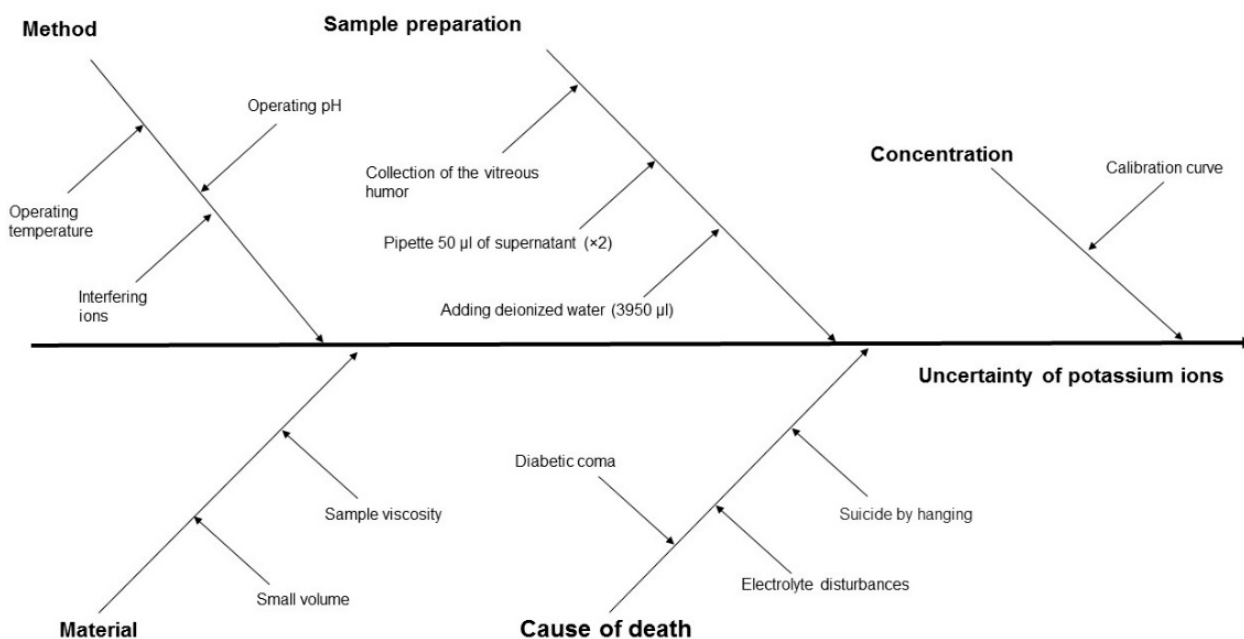 Method
Sample preparation
Operating pH
Collection of the vitreous
humor
Concentration
Calibration curve
Operating
temperature
Pipette 50 µl of supernatant (×2)
Interfering
ions
Adding deionized water (3950 µl)
Uncertainty of potassium ions
Diabetic coma
Sample viscosity
Suicide by hanging
Small volume
Electrolyte disturbances
Material
Cause of death